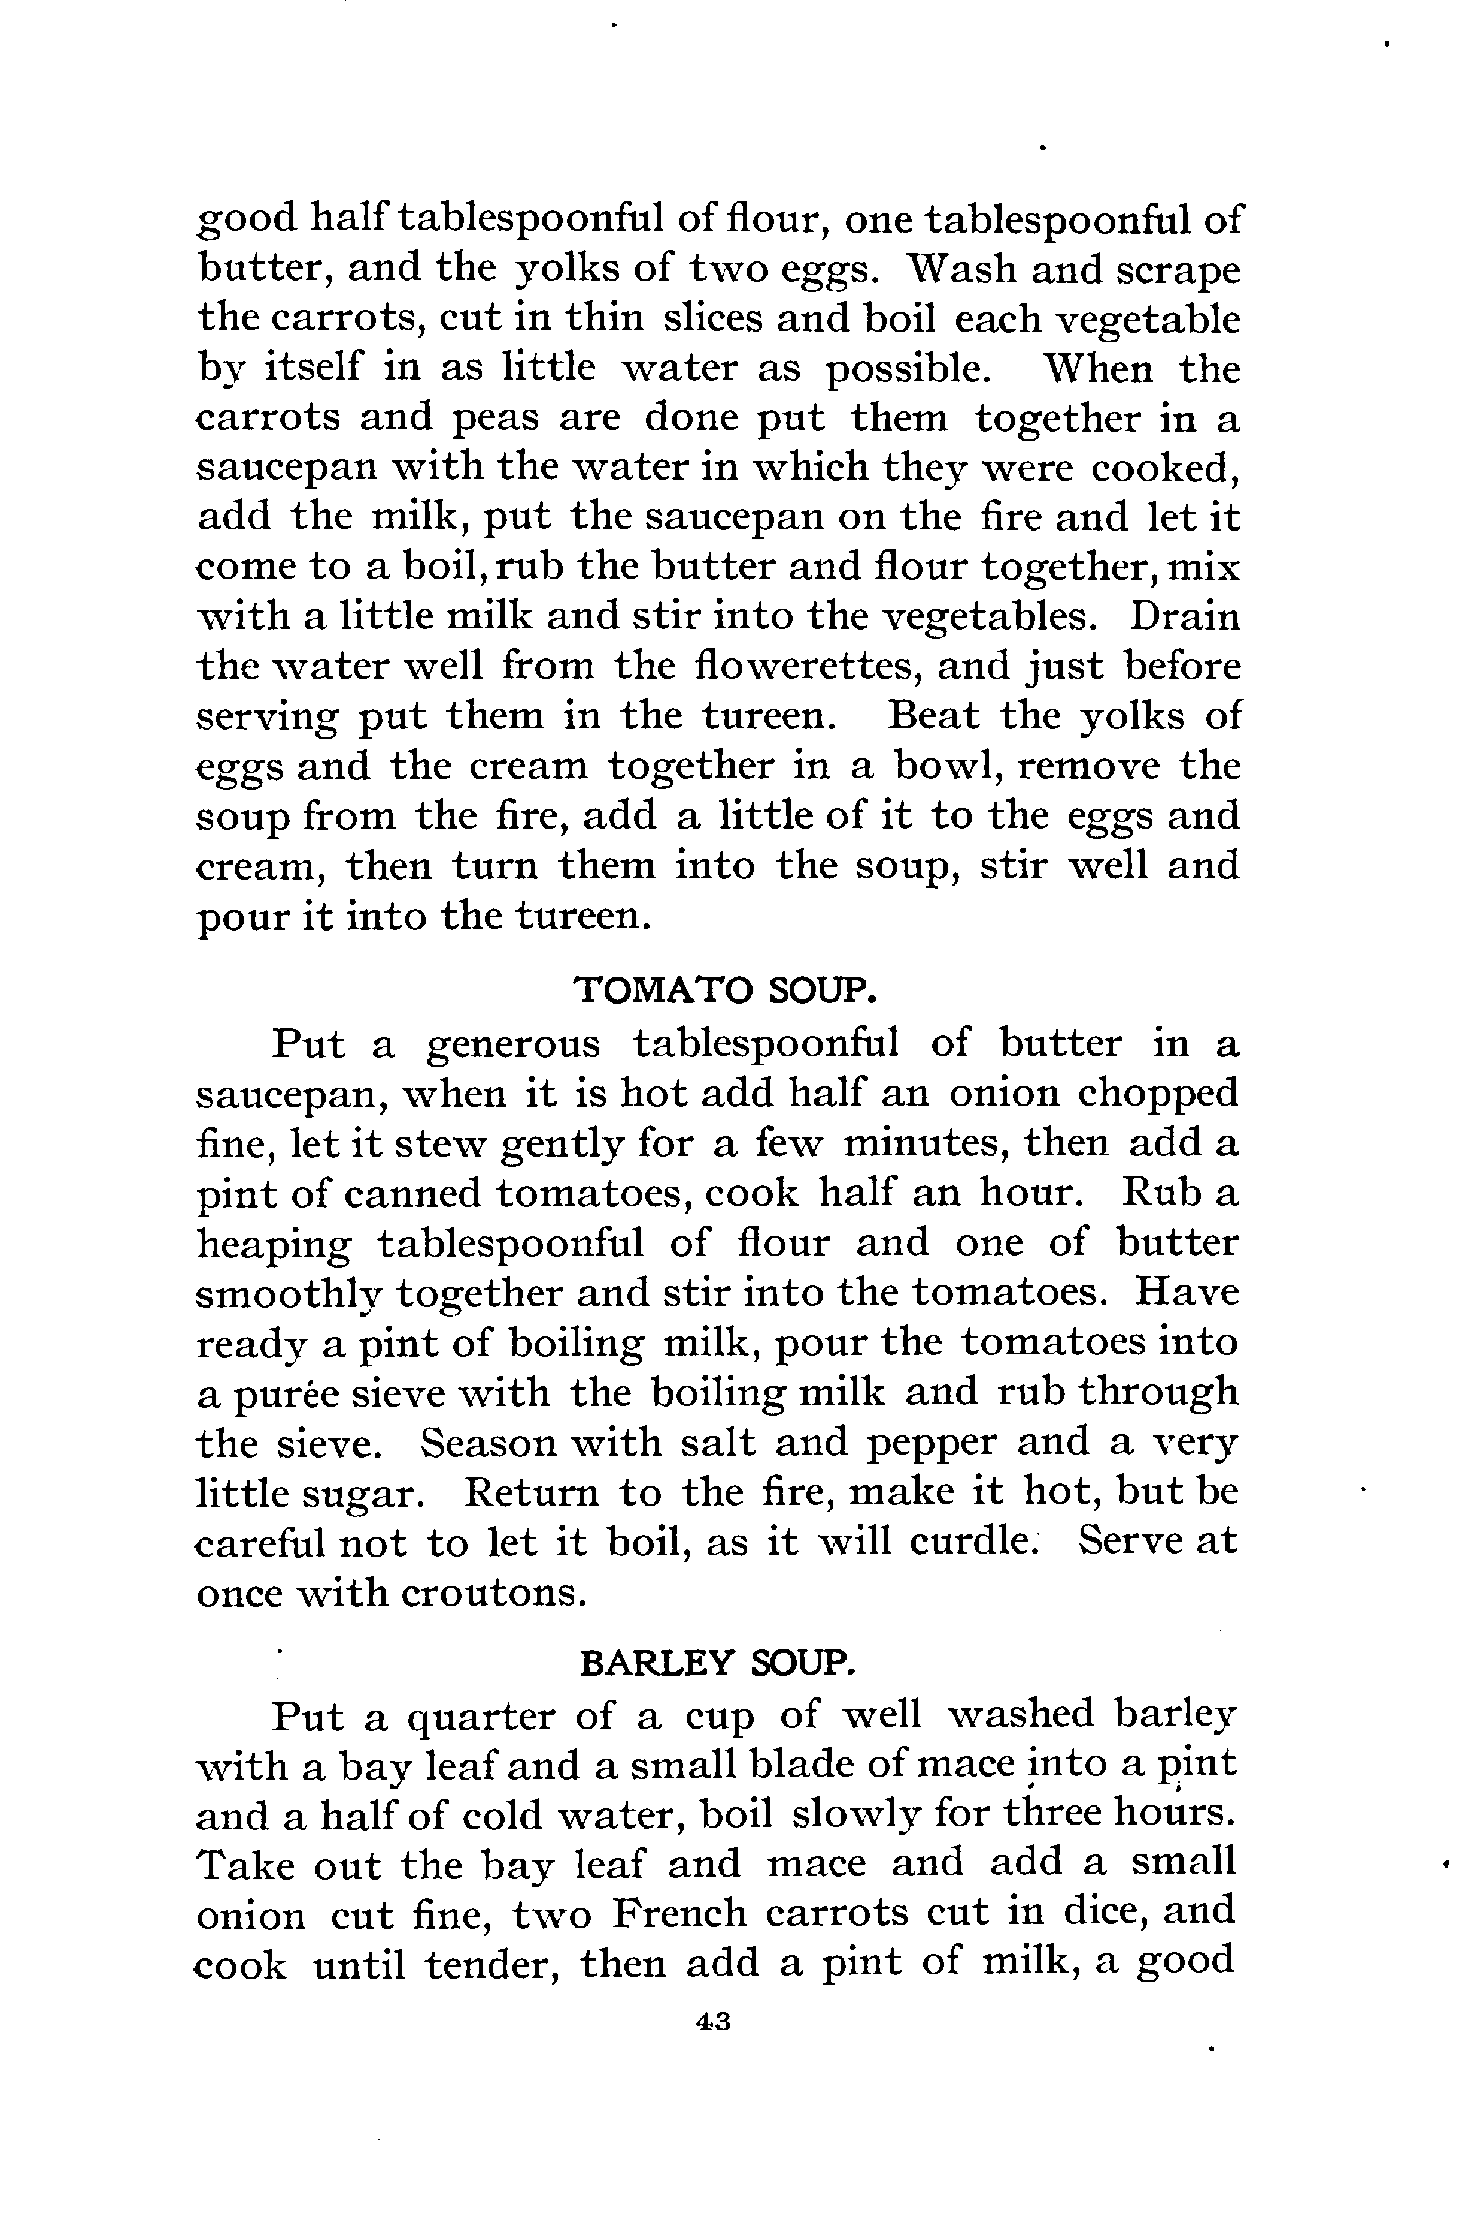 good half tablespoonful of flour, one tablespoonful of
butter, and the yolks of two eggs. Wash and scrape
the carrots, cut in thin slices and boil each vegetable
by itself in as little water as possible. When the
carrots and peas are done put them together in a
saucepan with the water in which they were cooked,
add the milk, put the saucepan on the fire and let it
come to a boil, rub the butter and flour together, mix
with a little milk and stir into the vegetables. Drain
the water well from the flowerettes, and just before
serving put them in the tureen. Beat the yolks of
eggs and the cream together in a bowl, remove the
soup from the fire, add a little of it to the eggs and
cream, then turn them into the soup, stir well and
pour it into the tureen.
TOMATO SOUP.
Put a generous tablespoonful of butter in a
saucepan, when it is hot add half an onion chopped
fine, let it stew gently for a few minutes, then add a
pint of canned tomatoes, cook half an hour. Rub a
heaping tablespoonful of flour and one of butter
smoothly together and stir into the tomatoes. Have
ready a pint of boiling milk, pour the tomatoes into
a purée sieve with the boiling milk and rub through
the sieve. Season with salt and pepper and a very
little sugar. Return to the fire, make it hot, but be
careful not to let it boil, as it will curdle. Serve at
once with croutons.
BARLEY SOUP.
Put a quarter of a cup of well washed barley
with a bay leaf and a small blade of mace into a pint
and a half of cold water, boil slowly for three hours.
Take out the bay leaf and mace and add a small
onion cut fine, two French carrots cut in dice, and
cook until tender, then add a pint of milk, a good
43